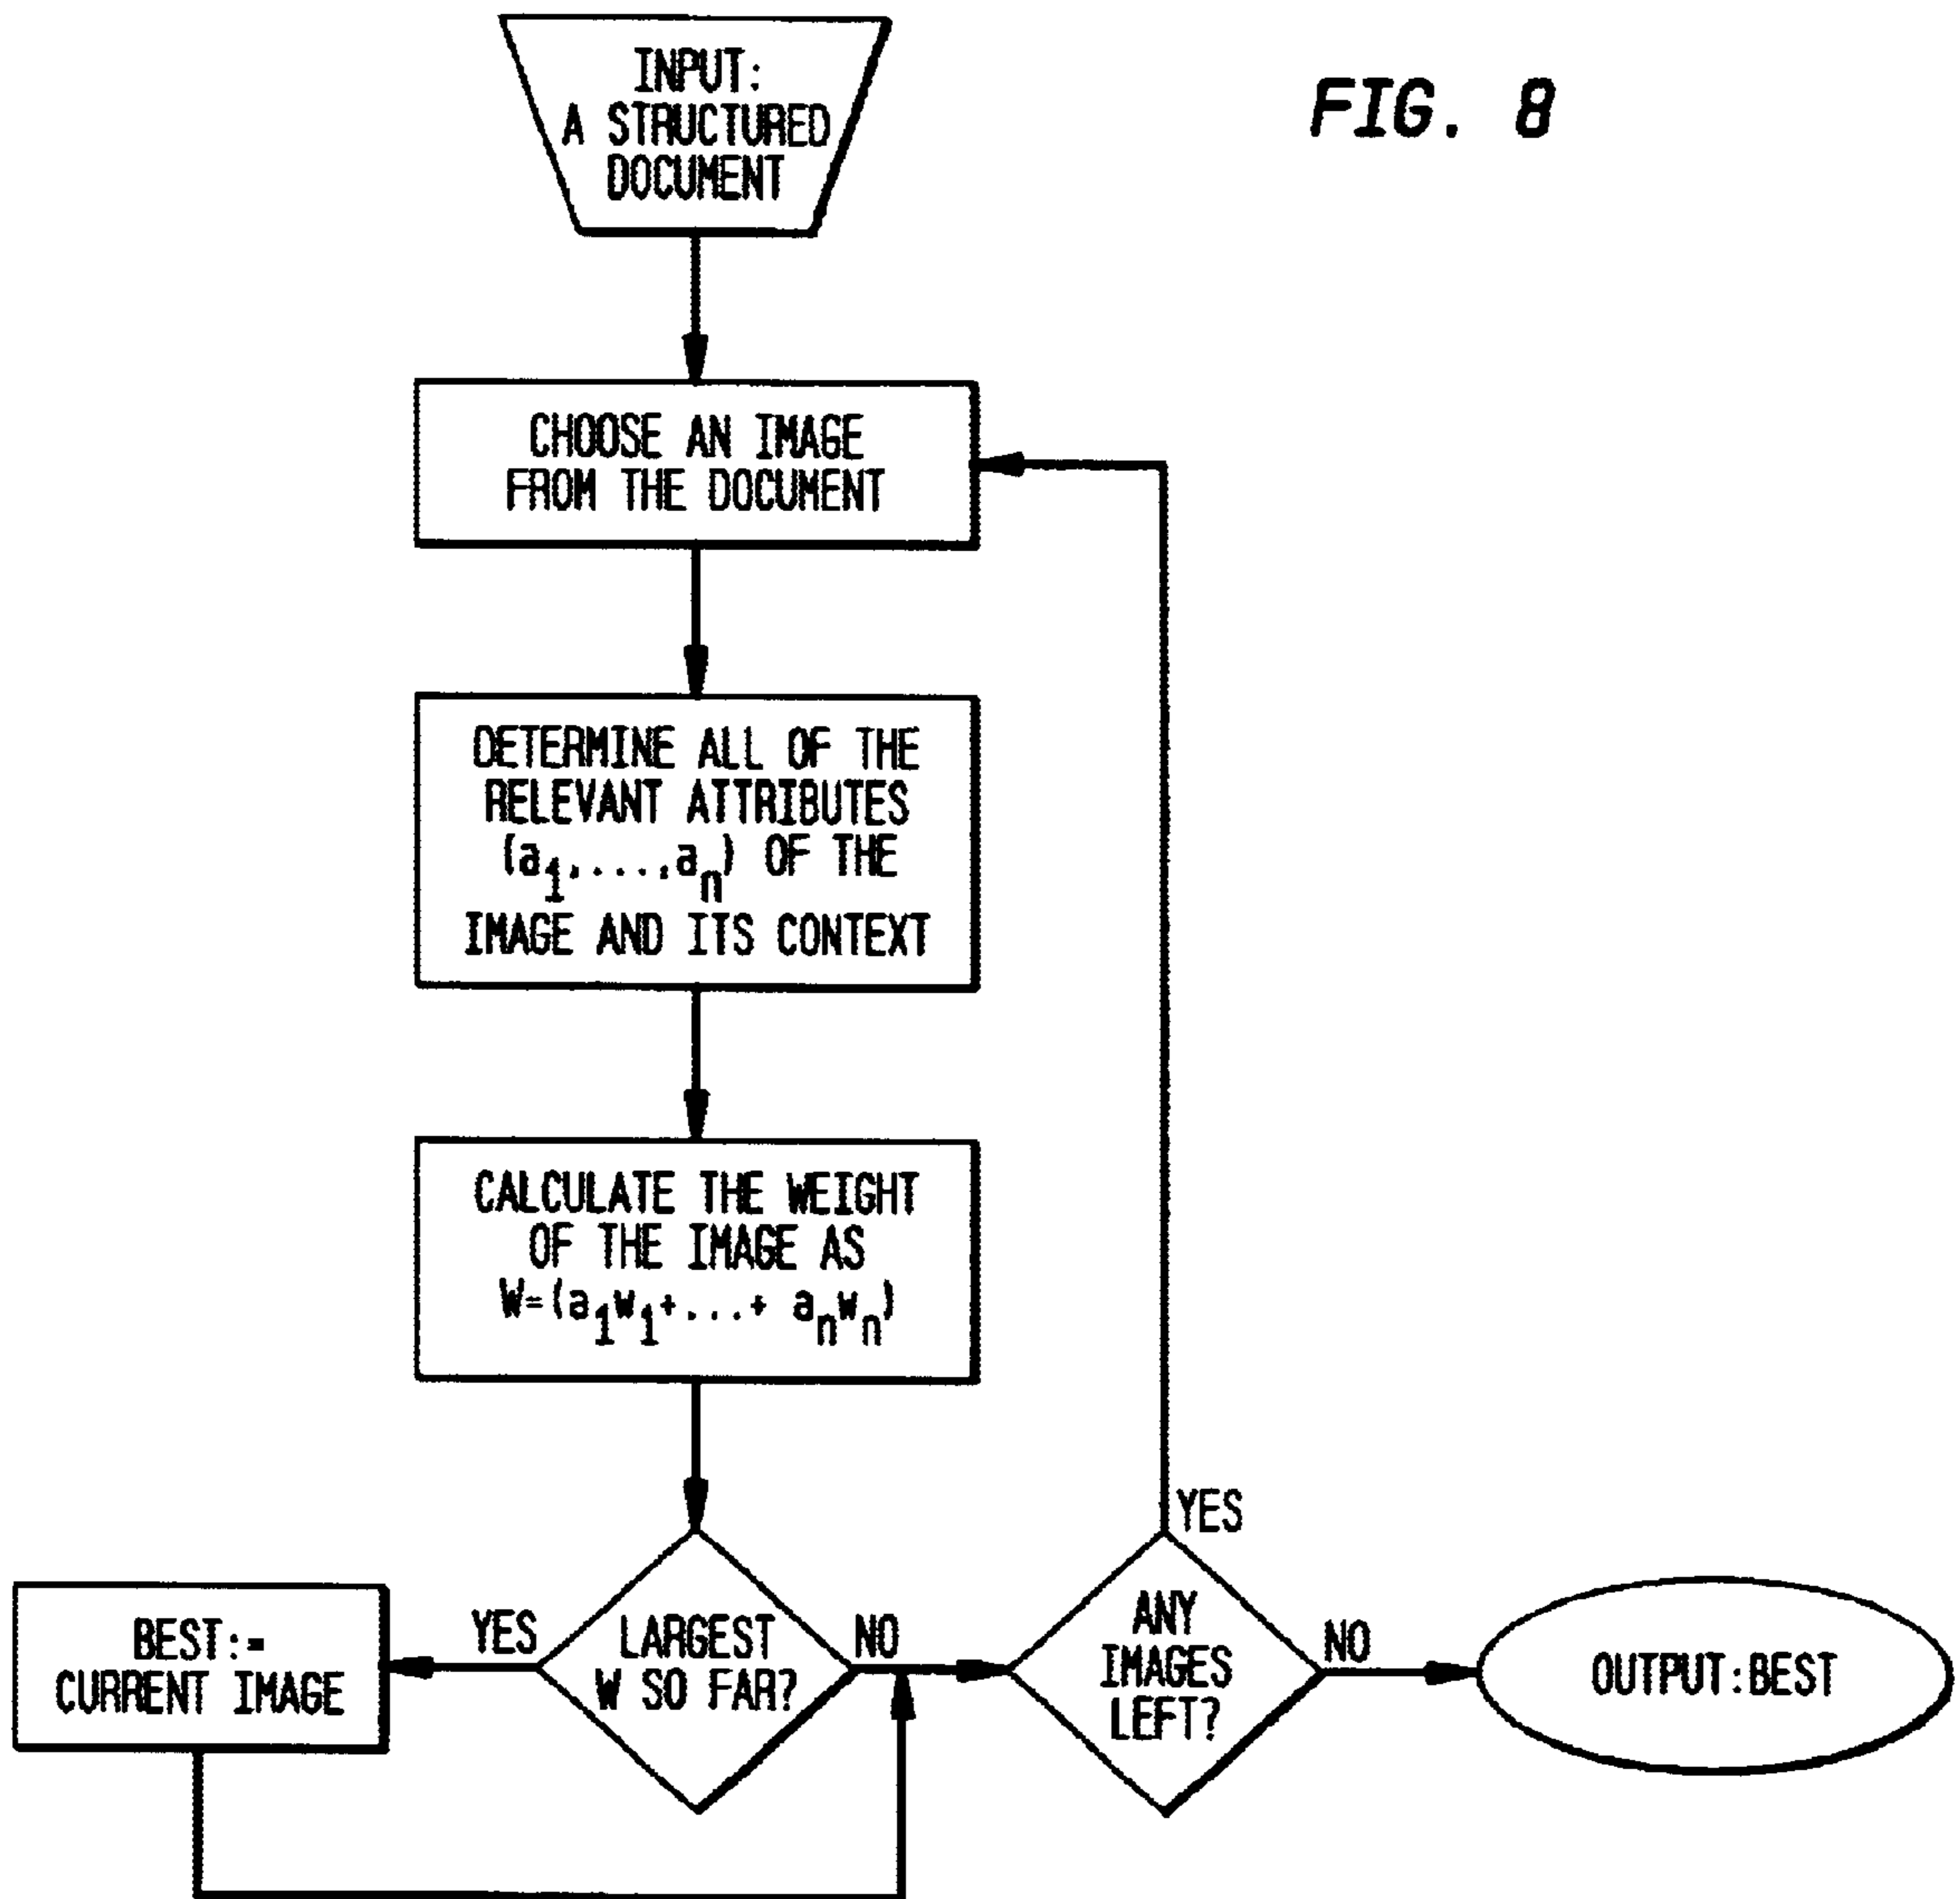 FIG. 8
INPUT:
A STRUCTURED
DOCUMENT
CHOOSE AN IMAGE
FROM THE DOCUMENT
DETERMINE ALL OF THE
RELEVANT ATTRIBUTES
(a₁,...,aₙ) OF THE
IMAGE AND ITS CONTEXT
CALCULATE THE WEIGHT
OF THE IMAGE AS
W=(a₁w₁+...+ aₙwₙ)
LARGEST
W SO FAR?
YES
NO
BEST:=
CURRENT IMAGE
ANY
IMAGES
LEFT?
YES
NO
OUTPUT:BEST